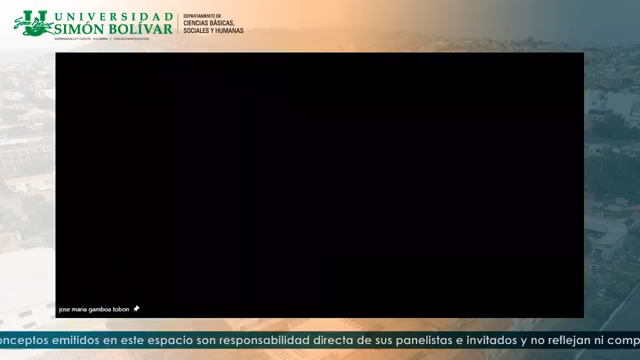 UNIVERSIDAD
SIMÓN BOLÍVAR
DEPARTAMENTO DE
CIENCIAS BÁSICAS,
SOCIALES Y HUMANAS
jose maria gamboa tobon
onceptos emitidos en este espacio son responsabilidad directa de sus panelistas e invitados y no reflejan ni comp